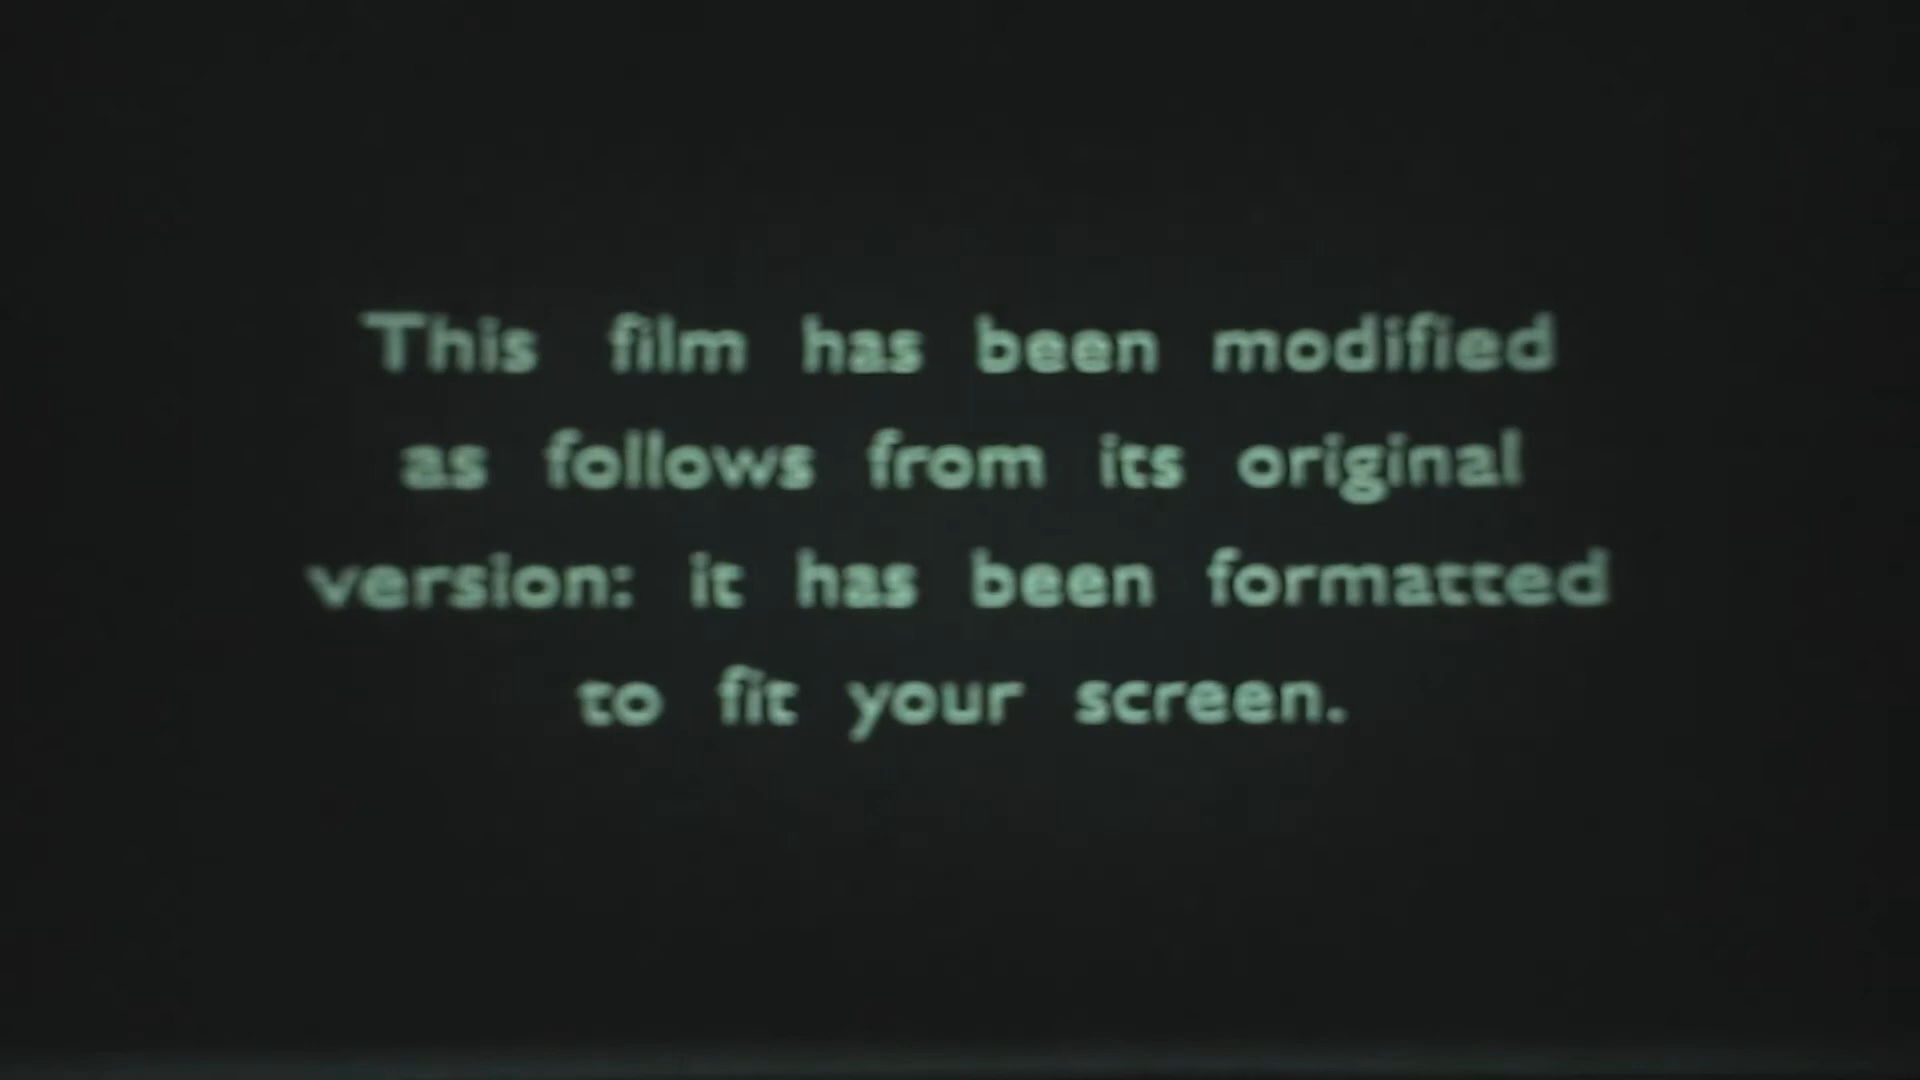 This film has been modified
as follows from its original
version: it has been formatted
to fit your screen.